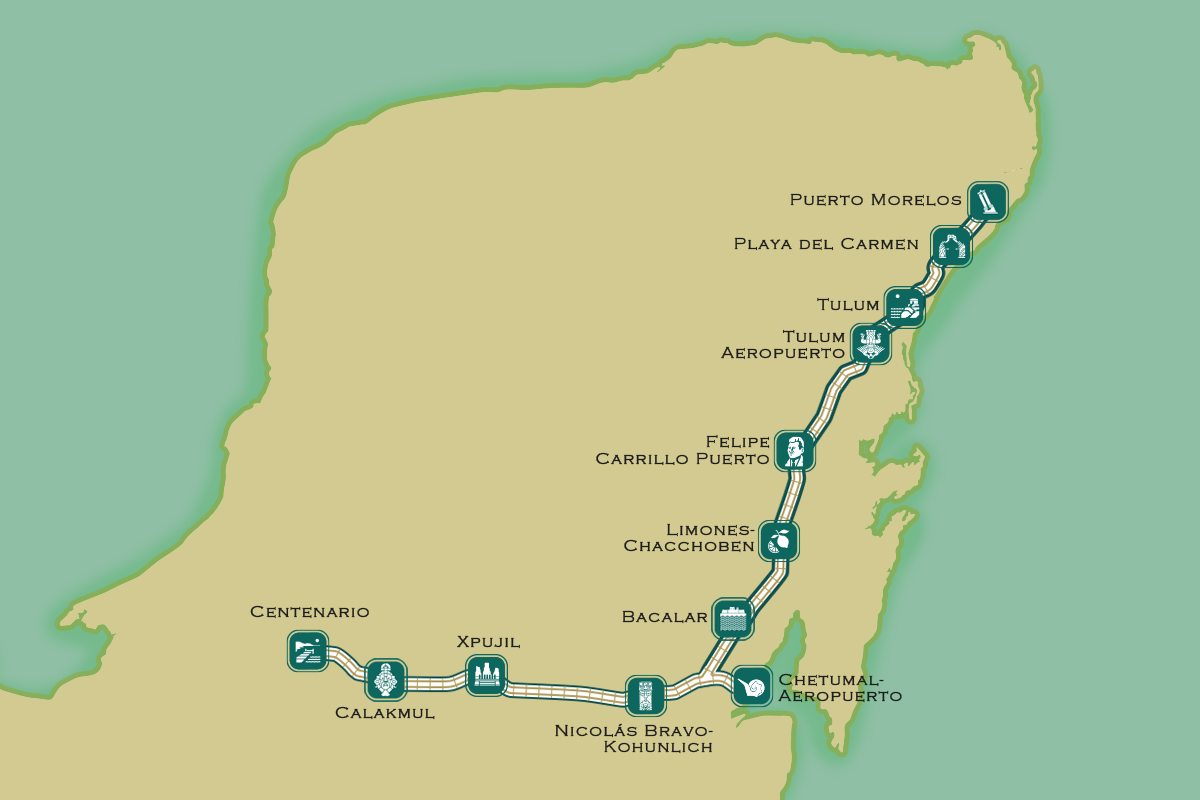 Puerto Morelos
Playa del Carmen
Tulum
Tulum
Aeropuerto
Felipe
Carrillo Puerto
Limones-
Chacchoben
Bacalar
Centenario
Xpujil
Calakmul
Chetumal-
Aeropuerto
Nicolás Bravo-
Kohunlich